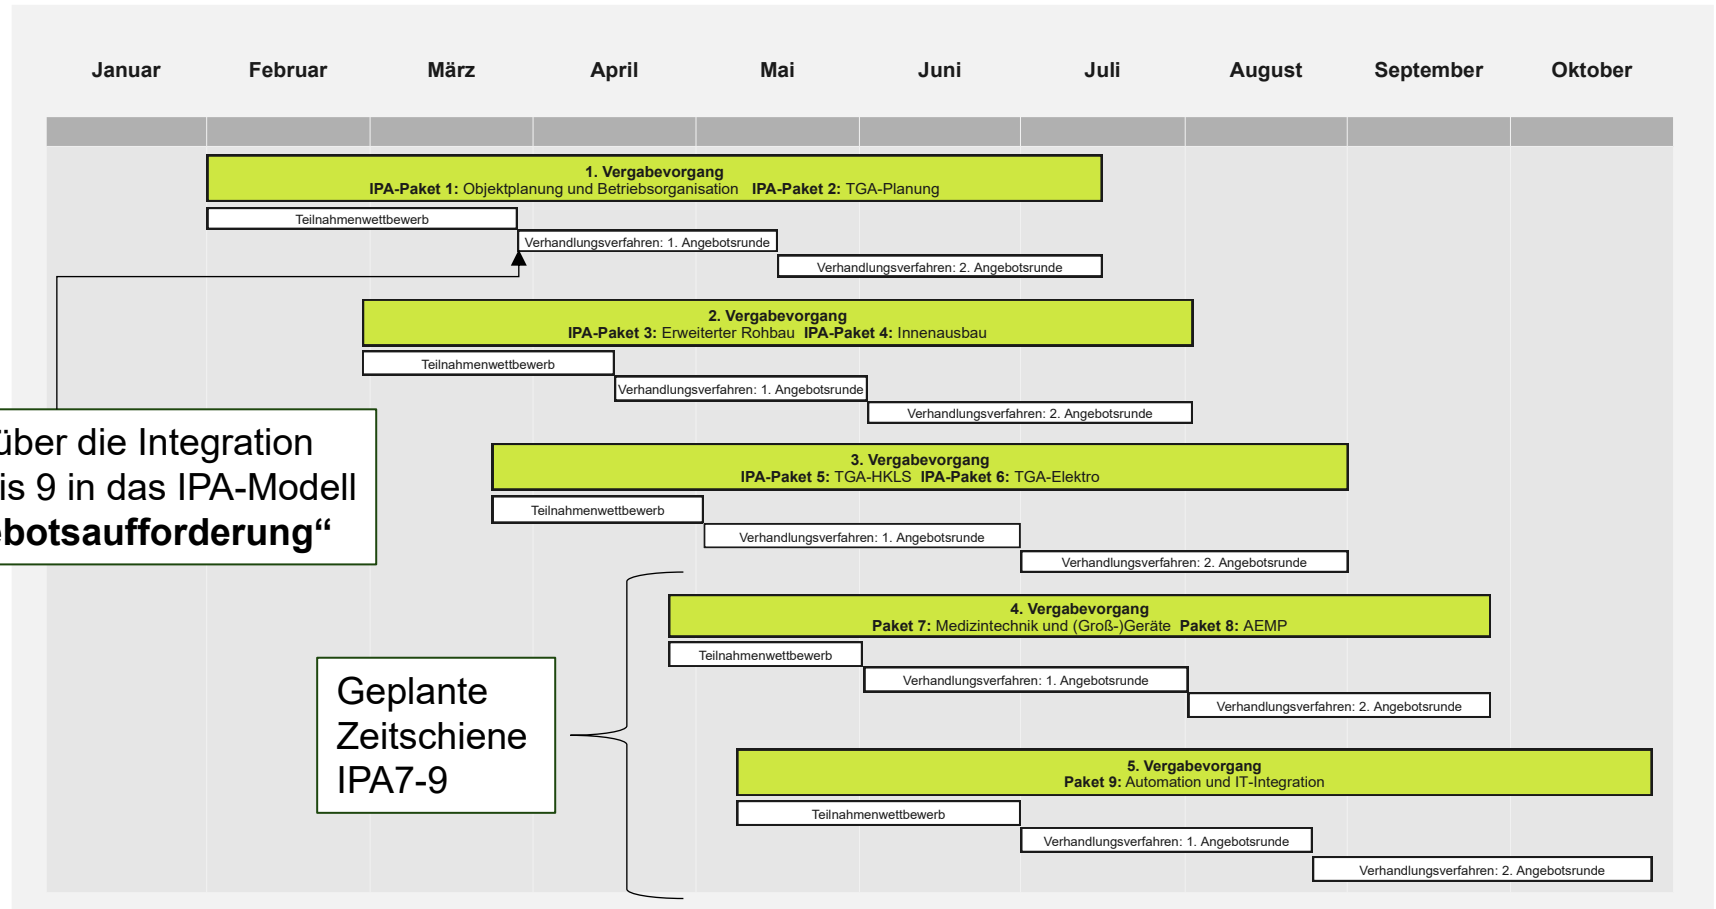 Januar Februar März April Mai Juni Juli August September Oktober
1. Vergabevorgang
IPA-Paket 1: Objektplanung und Betriebsorganisation IPA-Paket 2: TGA-Planung
Teilnahmenwettbewerb
Verhandlungsverfahren: 1. Angebotsrunde
Verhandlungsverfahren: 2. Angebotsrunde
2. Vergabevorgang
IPA-Paket 3: Erweiterter Rohbau IPA-Paket 4: Innenausbau
Teilnahmenwettbewerb
Verhandlungsverfahren: 1. Angebotsrunde
Verhandlungsverfahren: 2. Angebotsrunde
über die Integration
is 9 in das IPA-Modell
ebotsaufforderung“
3. Vergabevorgang
IPA-Paket 5: TGA-HKLS IPA-Paket 6: TGA-Elektro
Teilnahmenwettbewerb
Verhandlungsverfahren: 1. Angebotsrunde
Verhandlungsverfahren: 2. Angebotsrunde
4. Vergabevorgang
Paket 7: Medizintechnik und (Groß-)Geräte Paket 8: AEMP
Teilnahmenwettbewerb
Verhandlungsverfahren: 1. Angebotsrunde
Verhandlungsverfahren: 2. Angebotsrunde
Geplante
Zeitschiene
IPA7-9
5. Vergabevorgang
Paket 9: Automation und IT-Integration
Teilnahmenwettbewerb
Verhandlungsverfahren: 1. Angebotsrunde
Verhandlungsverfahren: 2. Angebotsrunde